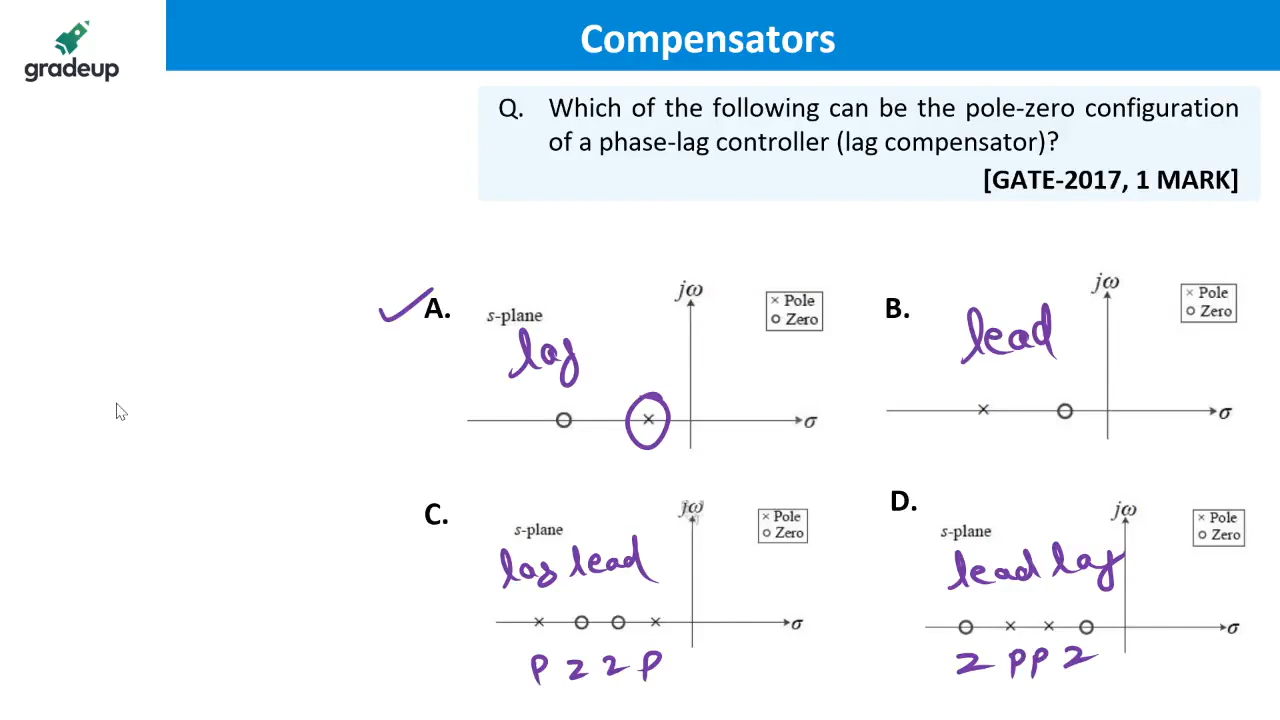 gradeup
Compensators
Q. Which of the following can be the pole-zero configuration
of a phase-lag controller (lag compensator)?
[GATE-2017, 1 MARK]
A.
s-plane
jω
× Pole
o Zero
lag
σ
B.
jω
× Pole
o Zero
lead
σ
C.
s-plane
jω
× Pole
o Zero
lag lead
σ
P z z P
D.
s-plane
jω
× Pole
o Zero
lead lag
σ
z P P z